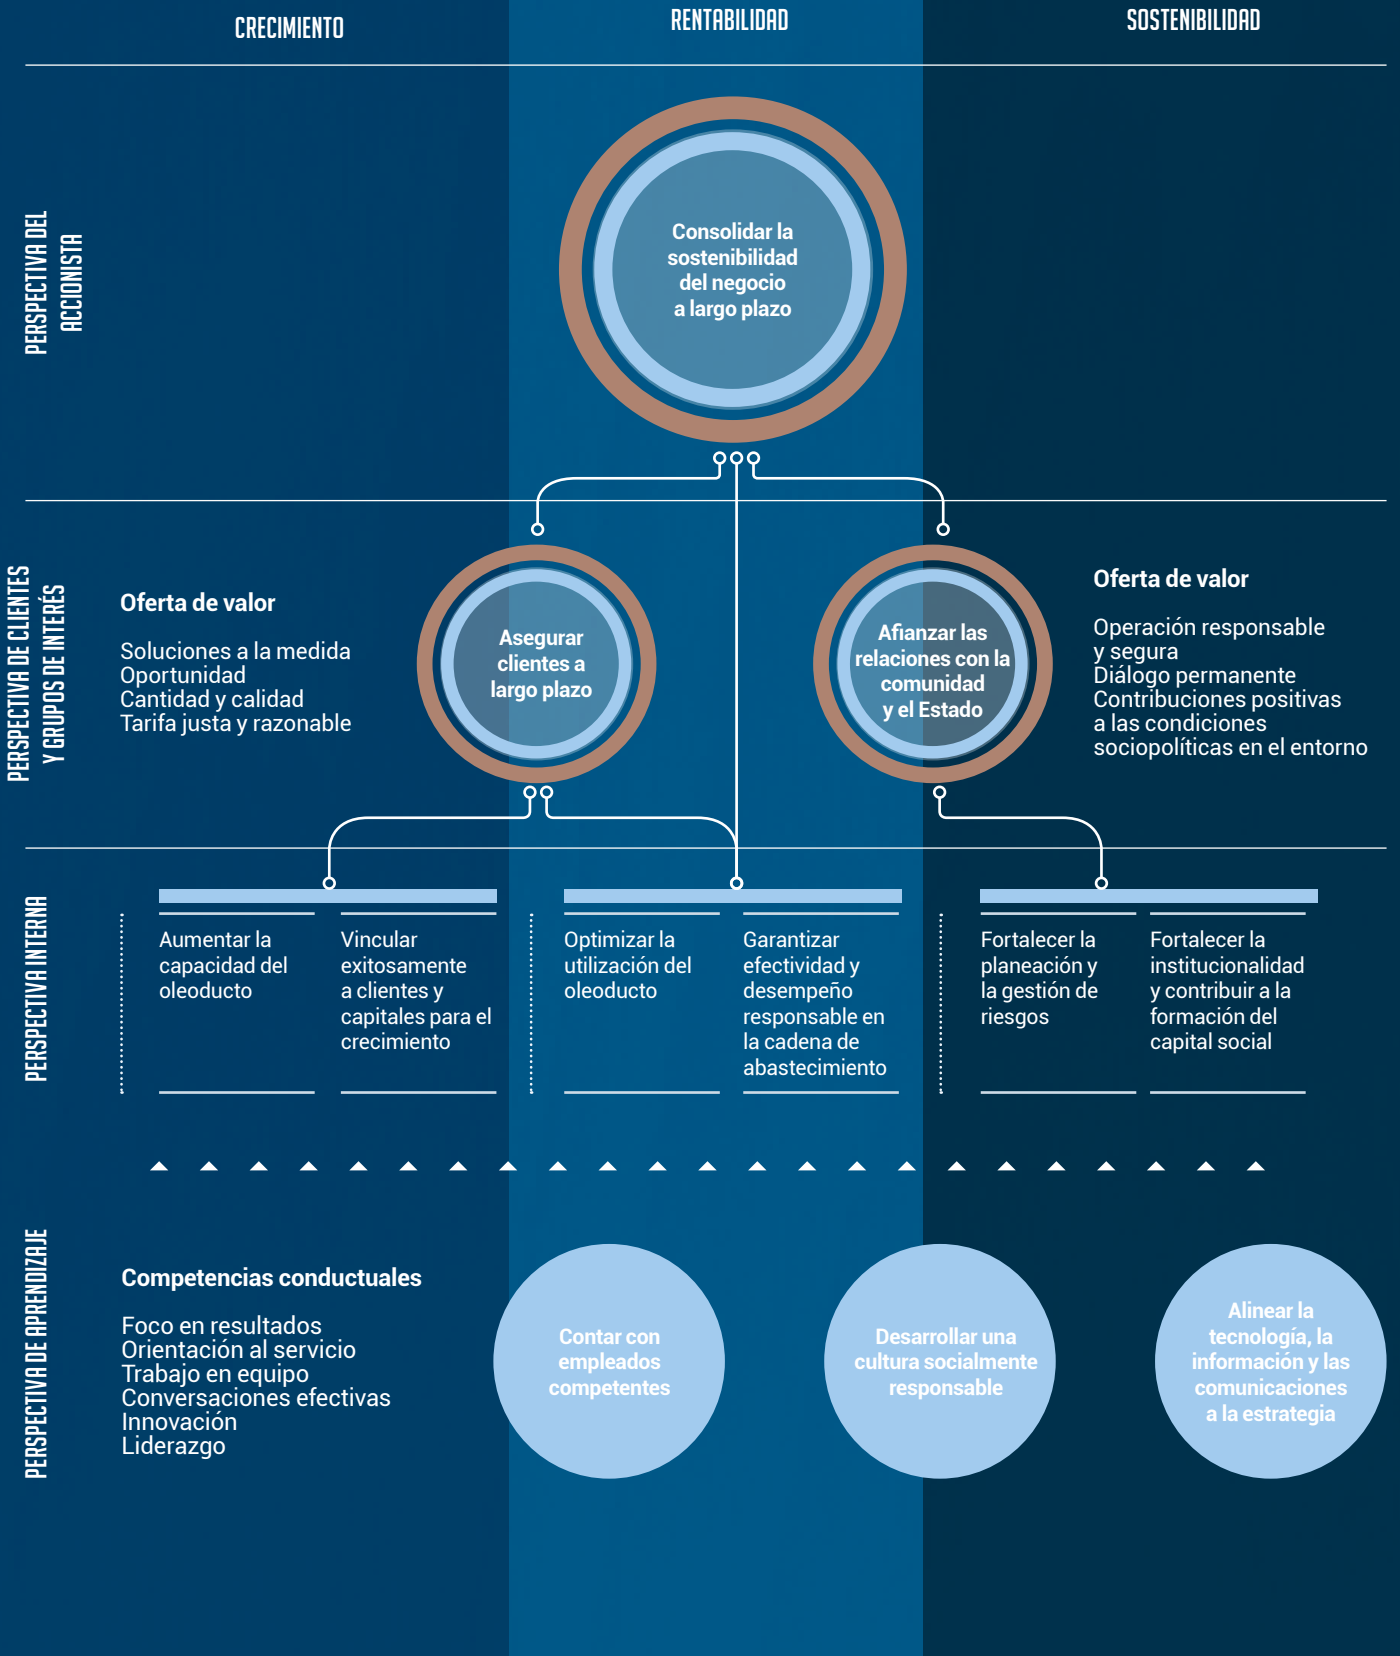 CRECIMIENTO
RENTABILIDAD
SOSTENIBILIDAD
PERSPECTIVA DEL
ACCIONISTA
Consolidar la
sostenibilidad
del negocio
a largo plazo
PERSPECTIVA DE CLIENTES
Y GRUPOS DE INTERÉS
Oferta de valor
Soluciones a la medida
Oportunidad
Cantidad y calidad
Tarifa justa y razonable
Asegurar
clientes a
largo plazo
Afianzar las
relaciones con la
comunidad
y el Estado
Oferta de valor
Operación responsable
y segura
Diálogo permanente
Contribuciones positivas
a las condiciones
sociopolíticas en el entorno
PERSPECTIVA INTERNA
Aumentar la
capacidad del
oleoducto
Vincular
exitosamente
a clientes y
capitales para el
crecimiento
Optimizar la
utilización del
oleoducto
Garantizar
efectividad y
desempeño
responsable en
la cadena de
abastecimiento
Fortalecer la
planeación y
la gestión de
riesgos
Fortalecer la
institucionalidad
y contribuir a la
formación del
capital social
PERSPECTIVA DE APRENDIZAJE
Competencias conductuales
Foco en resultados
Orientación al servicio
Trabajo en equipo
Conversaciones efectivas
Innovación
Liderazgo
Contar con
empleados
competentes
Desarrollar una
cultura socialmente
responsable
Alinear la
tecnología, la
información y las
comunicaciones
a la estrategia